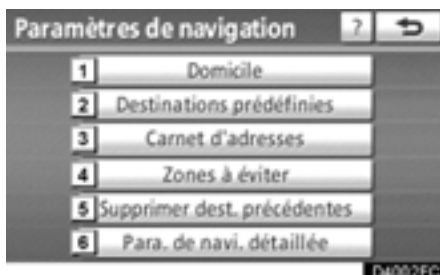 Paramètres de navigation ?
1 Domicile
2 Destinations prédéfinies
3 Carnet d'adresses
4 Zones à éviter
5 Supprimer dest. précédentes
6 Para. de navi. détaillée